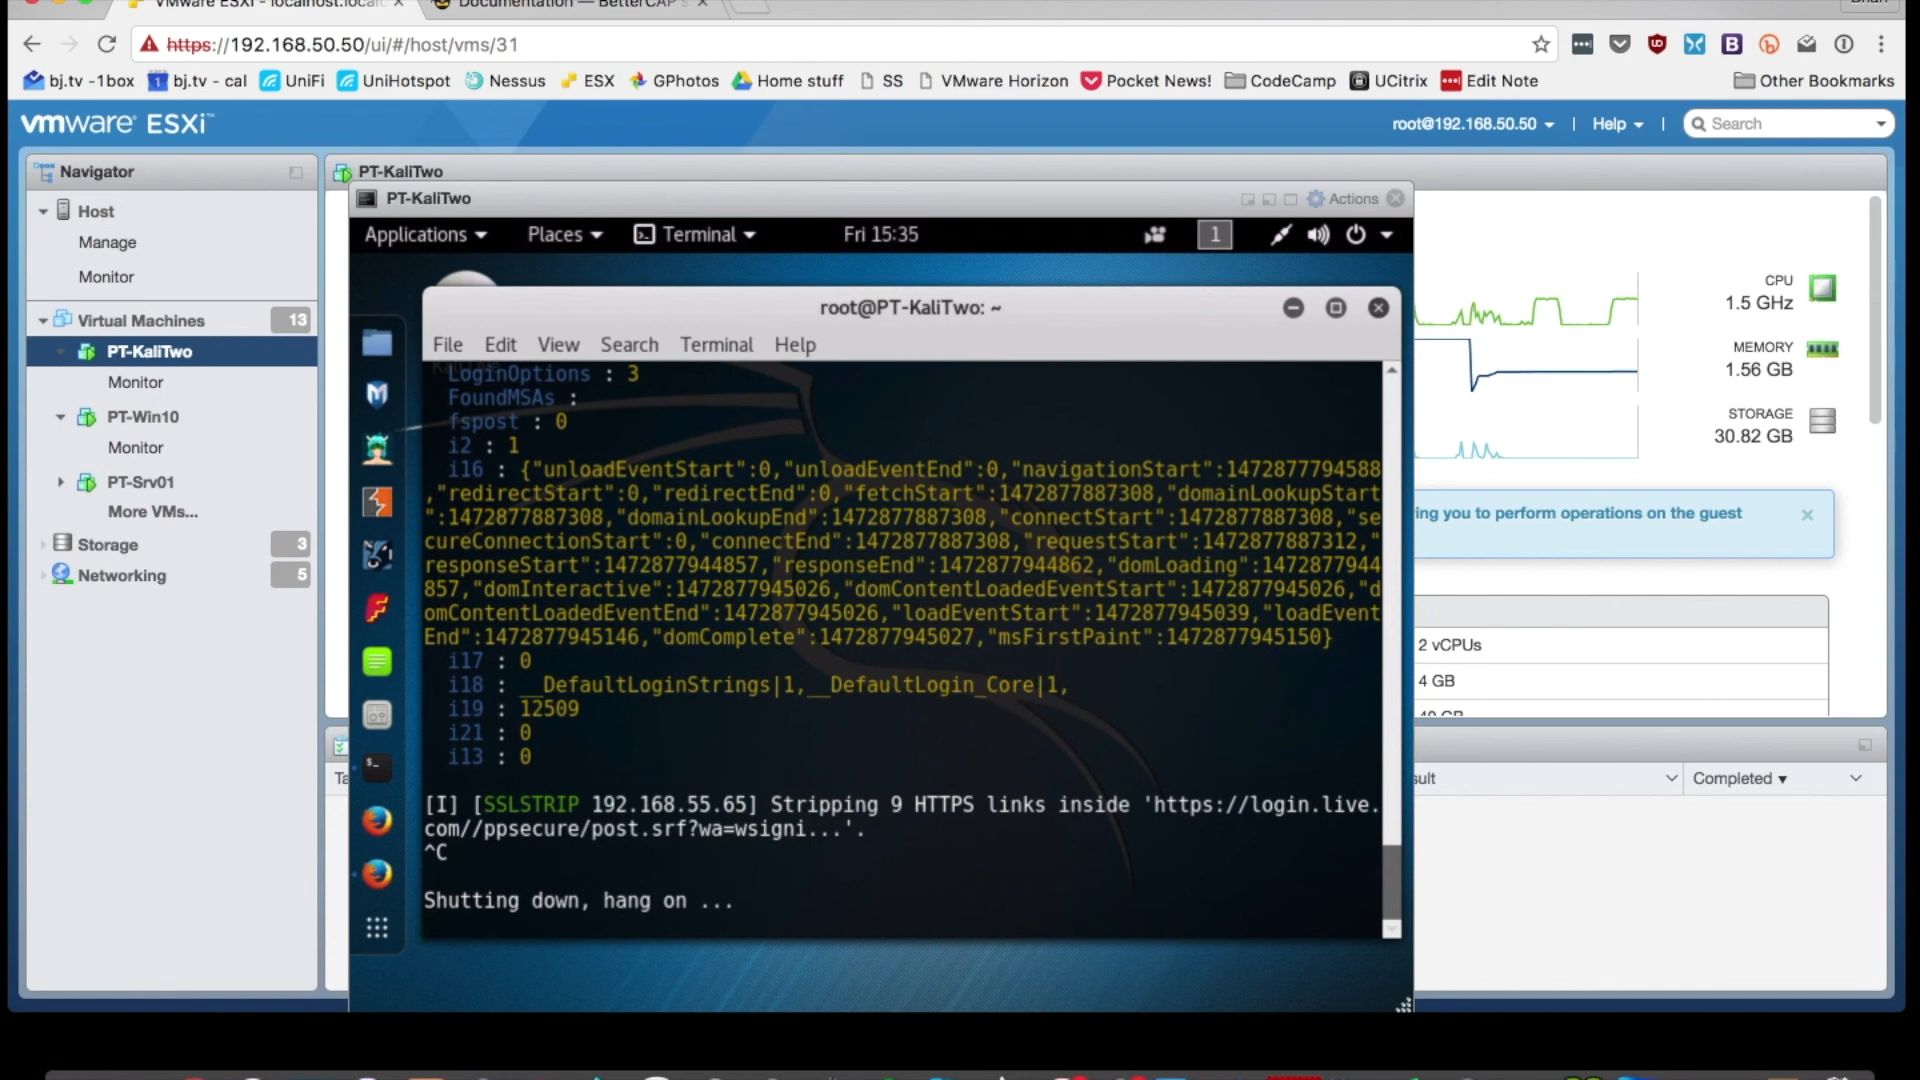 VMware ESXi - localhost.localc
Documentation — BetterCAP s
https://192.168.50.50/ui/#/host/vms/31
bj.tv -1box
bj.tv - cal
UniFi
UniHotspot
Nessus
ESX
GPhotos
Home stuff
SS
VMware Horizon
Pocket News!
CodeCamp
UCitrix
Edit Note
Other Bookmarks
vmware ESXi
root@192.168.50.50
Help
Search
Navigator
Host
Manage
Monitor
Virtual Machines 13
PT-KaliTwo
Monitor
PT-Win10
Monitor
PT-Srv01
More VMs...
Storage 3
Networking 5
PT-KaliTwo
PT-KaliTwo
Actions
Applications
Places
Terminal
Fri 15:35
1
root@PT-KaliTwo: ~
File Edit View Search Terminal Help
LoginOptions : 3
FoundMSAs :
fspost : 0
i2 : 1
i16 : {"unloadEventStart":0,"unloadEventEnd":0,"navigationStart":1472877794588
,"redirectStart":0,"redirectEnd":0,"fetchStart":1472877887308,"domainLookupStart
":1472877887308,"domainLookupEnd":1472877887308,"connectStart":1472877887308,"se
cureConnectionStart":0,"connectEnd":1472877887308,"requestStart":1472877887312,"
responseStart":1472877944857,"responseEnd":1472877944862,"domLoading":1472877944
857,"domInteractive":1472877945026,"domContentLoadedEventStart":1472877945026,"d
omContentLoadedEventEnd":1472877945026,"loadEventStart":1472877945039,"loadEvent
End":1472877945146,"domComplete":1472877945027,"msFirstPaint":1472877945150}
i17 : 0
i18 : __DefaultLoginStrings|1,__DefaultLogin_Core|1,
i19 : 12509
i21 : 0
i13 : 0
[I] [SSLSTRIP 192.168.55.65] Stripping 9 HTTPS links inside 'https://login.live.
com//ppsecure/post.srf?wa=wsigni...'.
^C
Shutting down, hang on ...
CPU
1.5 GHz
MEMORY
1.56 GB
STORAGE
30.82 GB
ing you to perform operations on the guest
2 vCPUs
4 GB
sult
Completed